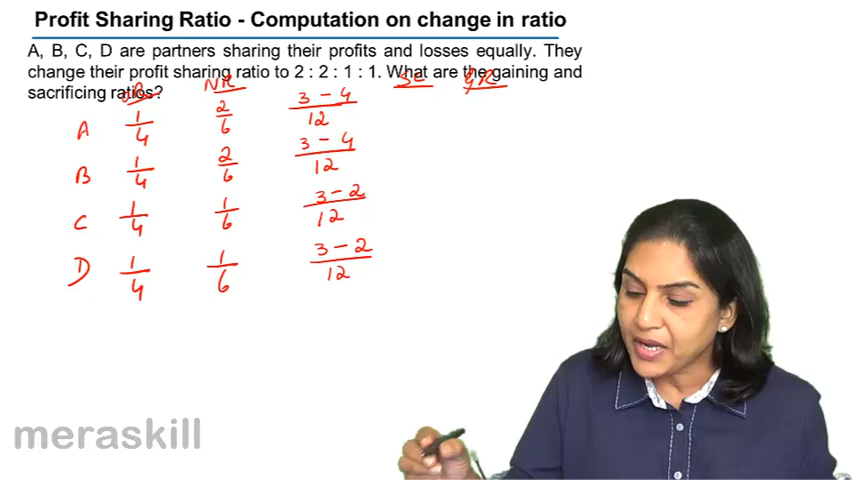 Profit Sharing Ratio - Computation on change in ratio
A, B, C, D are partners sharing their profits and losses equally. They
change their profit sharing ratio to 2 : 2 : 1 : 1. What are the gaining and
sacrificing ratios?
NR GR
A 1/4 2/6 3-4/12
B 1/4 2/6 3-4/12
C 1/4 1/6 3-2/12
D 1/4 1/6 3-2/12
meraskill